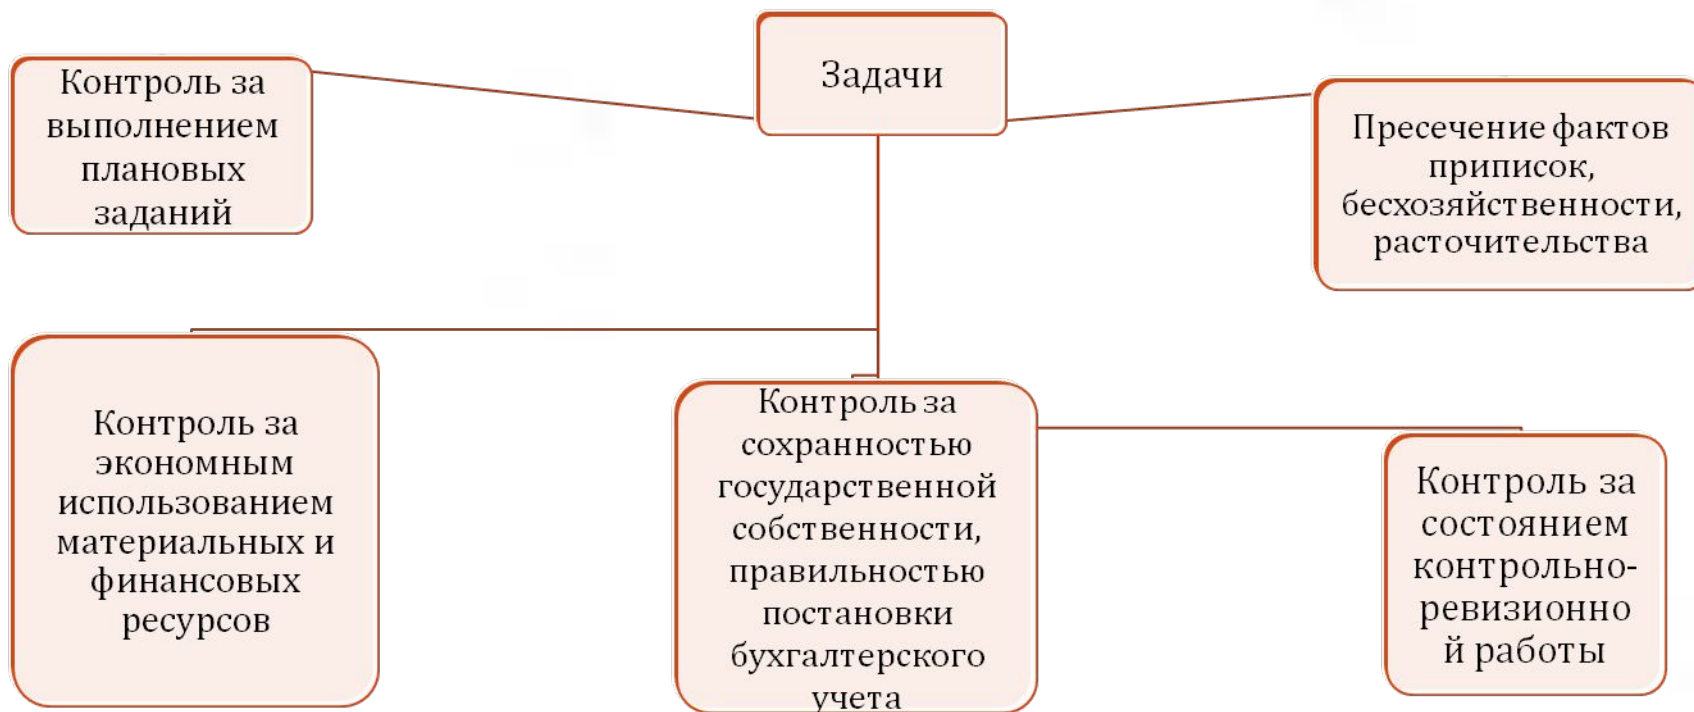 Задачи
Контроль за
выполнением
плановых
заданий
Пресечение фактов
приписок,
бесхозяйственности,
расточительства
Контроль за
экономным
использованием
материальных и
финансовых
ресурсов
Контроль за
сохранностью
государственной
собственности,
правильностью
постановки
бухгалтерского
учета
Контроль за
состоянием
контрольно-
ревизионно
й работы